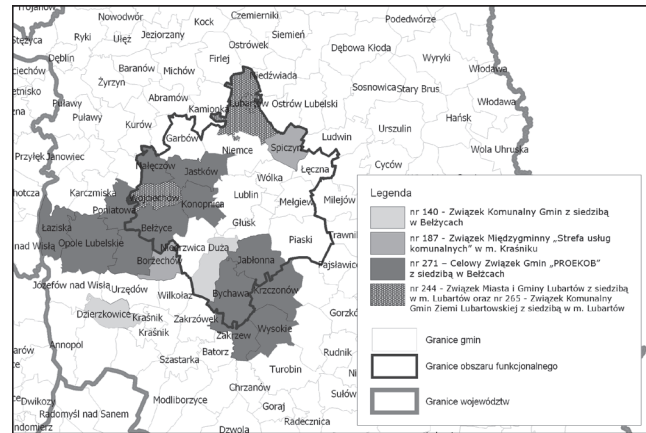 Trojanów
Nowodwór
Kock
Czemierniki
Podedwórze
Stężyca
Ryki
Ułęż
Jeziorzany
Siemień
Ostrówek
Dębowa Kłoda
Dęblin
Firlej
Wyryki
Baranów
Michów
Niedźwiada
Włodawa
Żyrzyn
Sosnowica
Stary Brus
Abramów
Kamionka
Lubartów
Ostrów Lubelski
Puławy
Puławy
Włodawa
Kurów
Hańsk
Garbów
Ludwin
Urszulin
Spiczyn
Wola Uhruska
Przyłęk
Janowiec
Niemce
Nałęczów
Jastków
Łęczna
Cyców
Wólka
Karczmiska
Wojciechów
Lublin
Poniatowa
Konopnica
Mełgiew
Milejów
Łaziska
Głusk
Bełżyce
Opole Lubelskie
Niedrzwica Duża
Piaski
Borzechów
Jabłonna
Józefów nad Wisłą
Urzędów
Wilkołaz
Bychawa
Krzczonów
Dzierzkowice
Kraśnik
Zakrzówek
Kraśnik
Wysokie
Annopol
Zakrzew
Batorz
Szastarka
Rudnik
Turobin
Chrzanów
Modliborzyce
Goraj
Sułów
Radomyśl nad Sanem
Radecznica
Dzwola
Legenda
nr 140 - Związek Komunalny Gmin z siedzibą
w Bełżycach
nr 187 - Związek Międzygminny „Strefa usług
komunalnych” w m. Kraśniku
nr 271 – Celowy Związek Gmin "PROEKOB”
z siedzibą w Bełżcach
nr 244 - Związek Miasta i Gminy Lubartów z siedzibą
w m. Lubartów oraz nr 265 - Związek Komunalny
Gmin Ziemi Lubartowskiej z siedzibą w m. Lubartów
Granice gmin
Granice obszaru funkcjonalnego
Granice województw